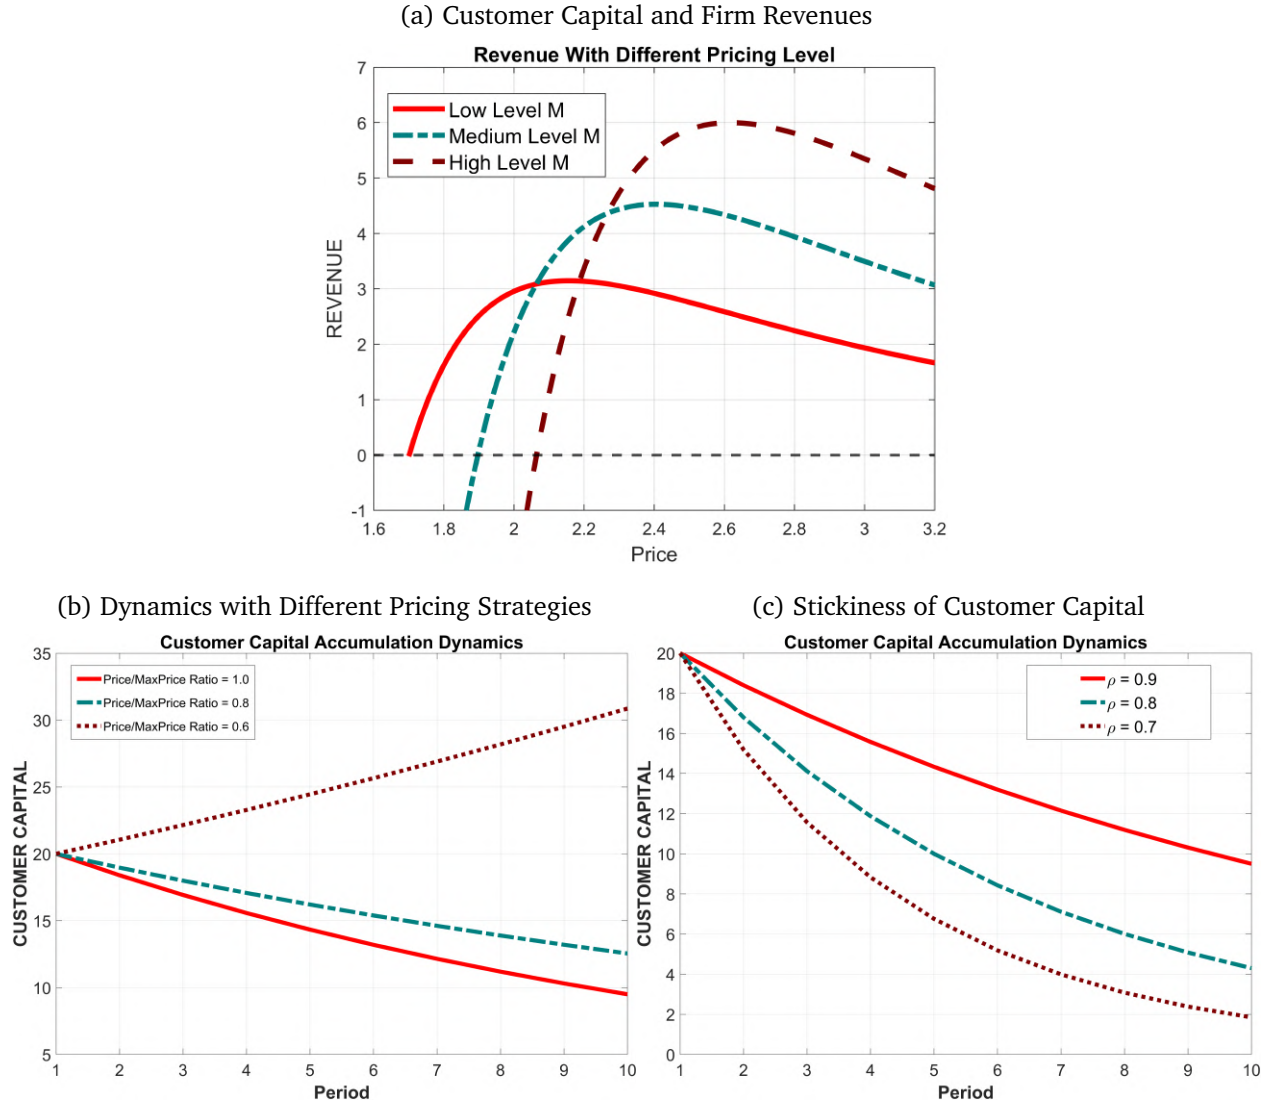 (a) Customer Capital and Firm Revenues
Revenue With Different Pricing Level
7
6
5
4
3
2
1
0
-1
REVENUE
Low Level M
Medium Level M
High Level M
1.6 1.8 2 2.2 2.4 2.6 2.8 3 3.2
Price
(b) Dynamics with Different Pricing Strategies
Customer Capital Accumulation Dynamics
35
30
25
20
15
10
5
CUSTOMER CAPITAL
Price/MaxPrice Ratio = 1.0
Price/MaxPrice Ratio = 0.8
Price/MaxPrice Ratio = 0.6
1 2 3 4 5 6 7 8 9 10
Period
(c) Stickiness of Customer Capital
Customer Capital Accumulation Dynamics
20
18
16
14
12
10
8
6
4
2
0
CUSTOMER CAPITAL
ρ = 0.9
ρ = 0.8
ρ = 0.7
1 2 3 4 5 6 7 8 9 10
Period